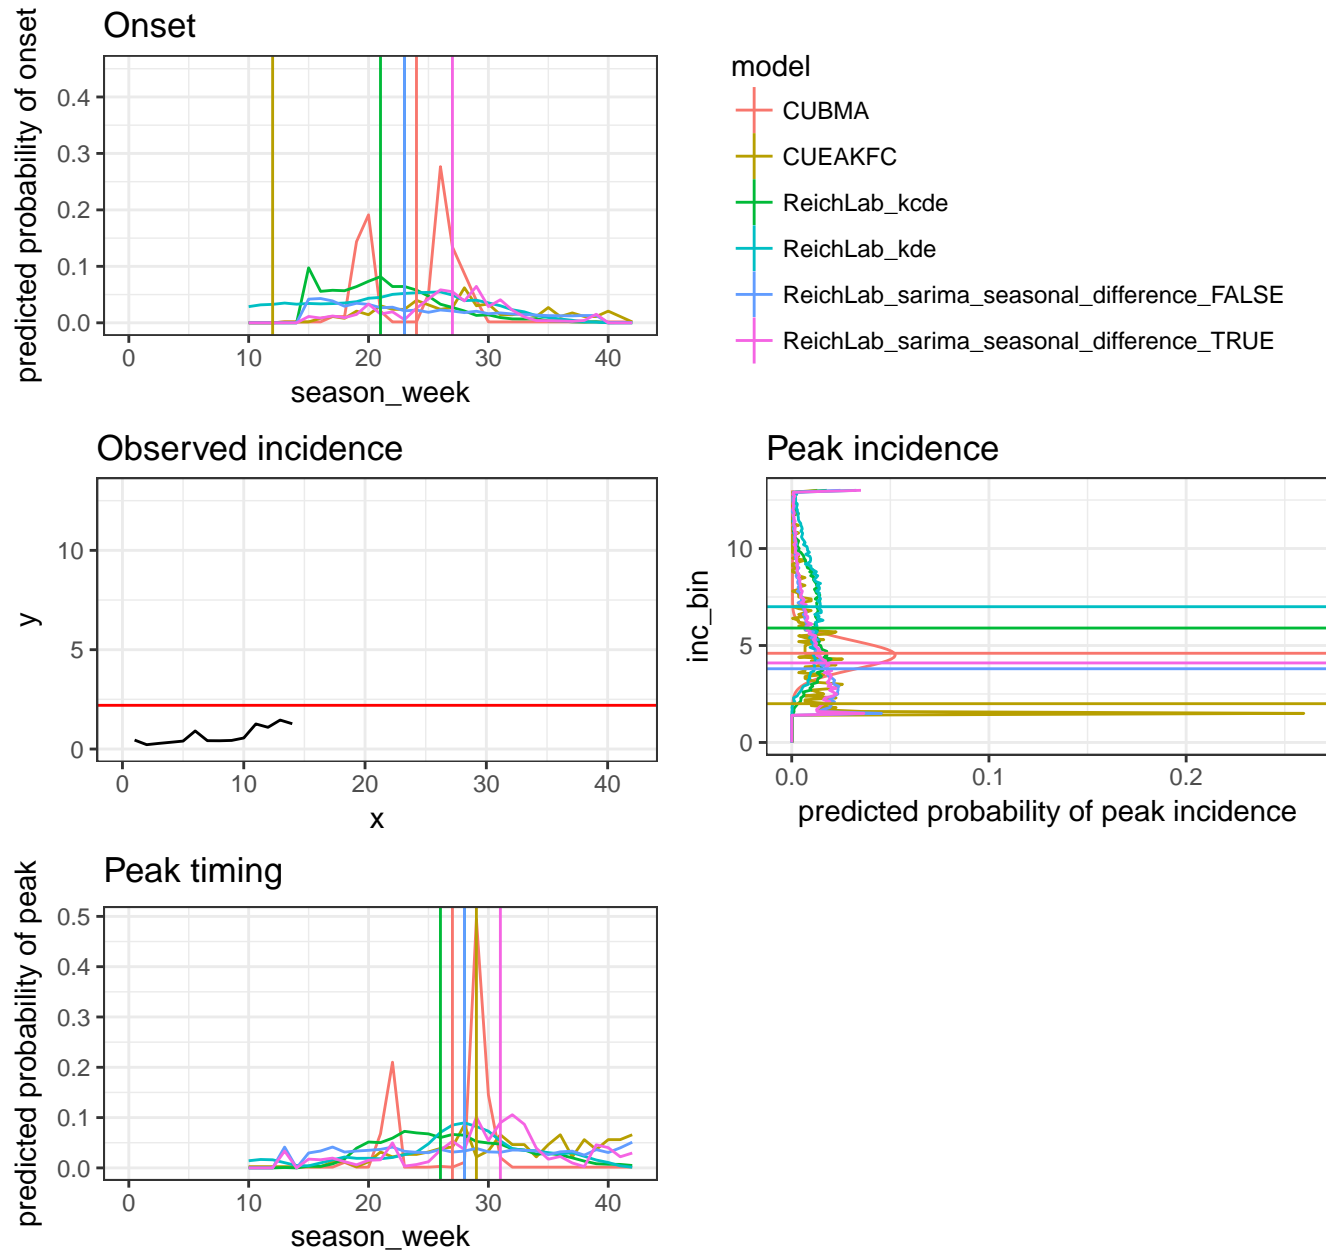 Onset
predicted probability of onset
0.4
0.3
0.2
0.1
0.0
0 10 20 30 40
season_week
model
CUBMA
CUEAKFC
ReichLab_kcde
ReichLab_kde
ReichLab_sarima_seasonal_difference_FALSE
ReichLab_sarima_seasonal_difference_TRUE
Observed incidence
y
10
5
0
0 10 20 30 40
x
Peak incidence
inc_bin
10
5
0
0.0 0.1 0.2
predicted probability of peak incidence
Peak timing
predicted probability of peak
0.5
0.4
0.3
0.2
0.1
0.0
0 10 20 30 40
season_week